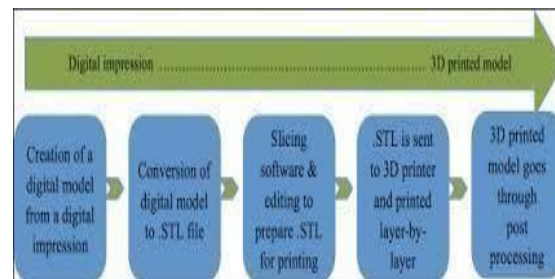 Digital impression ........................................................................ 3D printed model
Creation of a
digital model
from a digital
impression
Conversion of
digital model
to .STL file
Slicing
software &
editing to
prepare .STL
for printing
.STL is sent
to 3D printer
and printed
layer-by-
layer
3D printed
model goes
through
post
processing